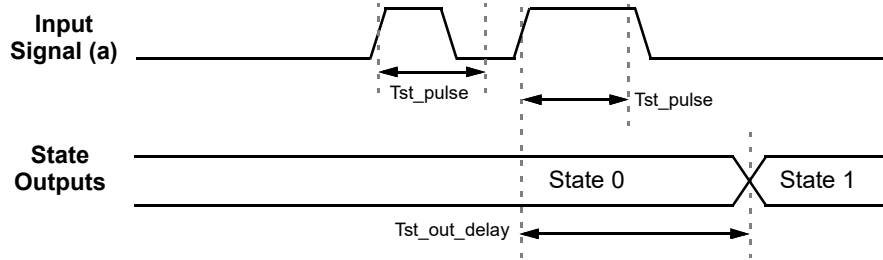 Input
Signal (a)
Tst_pulse
Tst_pulse
State
Outputs
State 0
State 1
Tst_out_delay